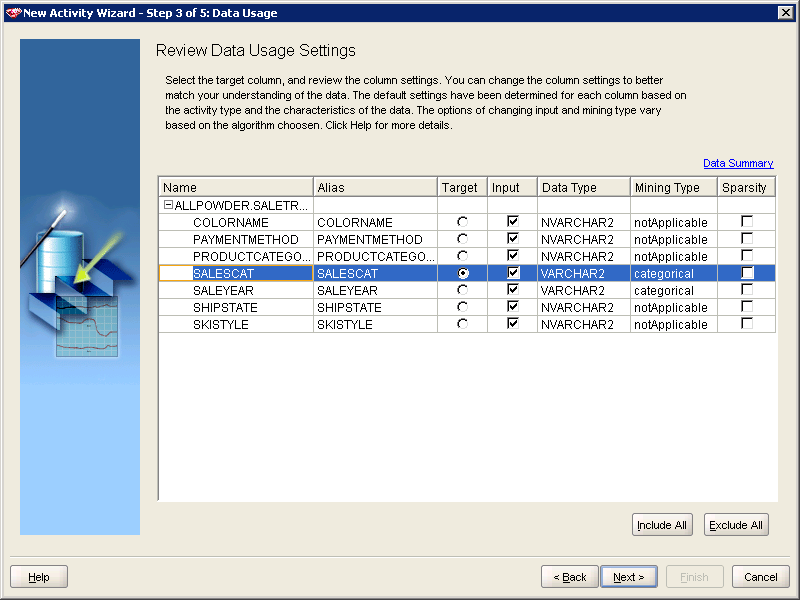 New Activity Wizard - Step 3 of 5: Data Usage
Review Data Usage Settings
Select the target column, and review the column settings. You can change the column settings to better
match your understanding of the data. The default settings have been determined for each column based on
the activity type and the characteristics of the data. The options of changing input and mining type vary
based on the algorithm choosen. Click Help for more details.
Data Summary
Name Alias Target Input Data Type Mining Type Sparsity
ALLPOWDER.SALETR...
COLORNAME COLORNAME NVARCHAR2 notApplicable
PAYMENTMETHOD PAYMENTMETHOD NVARCHAR2 notApplicable
PRODUCTCATEGO... PRODUCTCATEGO... NVARCHAR2 notApplicable
SALESCAT SALESCAT VARCHAR2 categorical
SALEYEAR SALEYEAR VARCHAR2 categorical
SHIPSTATE SHIPSTATE NVARCHAR2 notApplicable
SKISTYLE SKISTYLE NVARCHAR2 notApplicable
Include All Exclude All
Help < Back Next > Finish Cancel